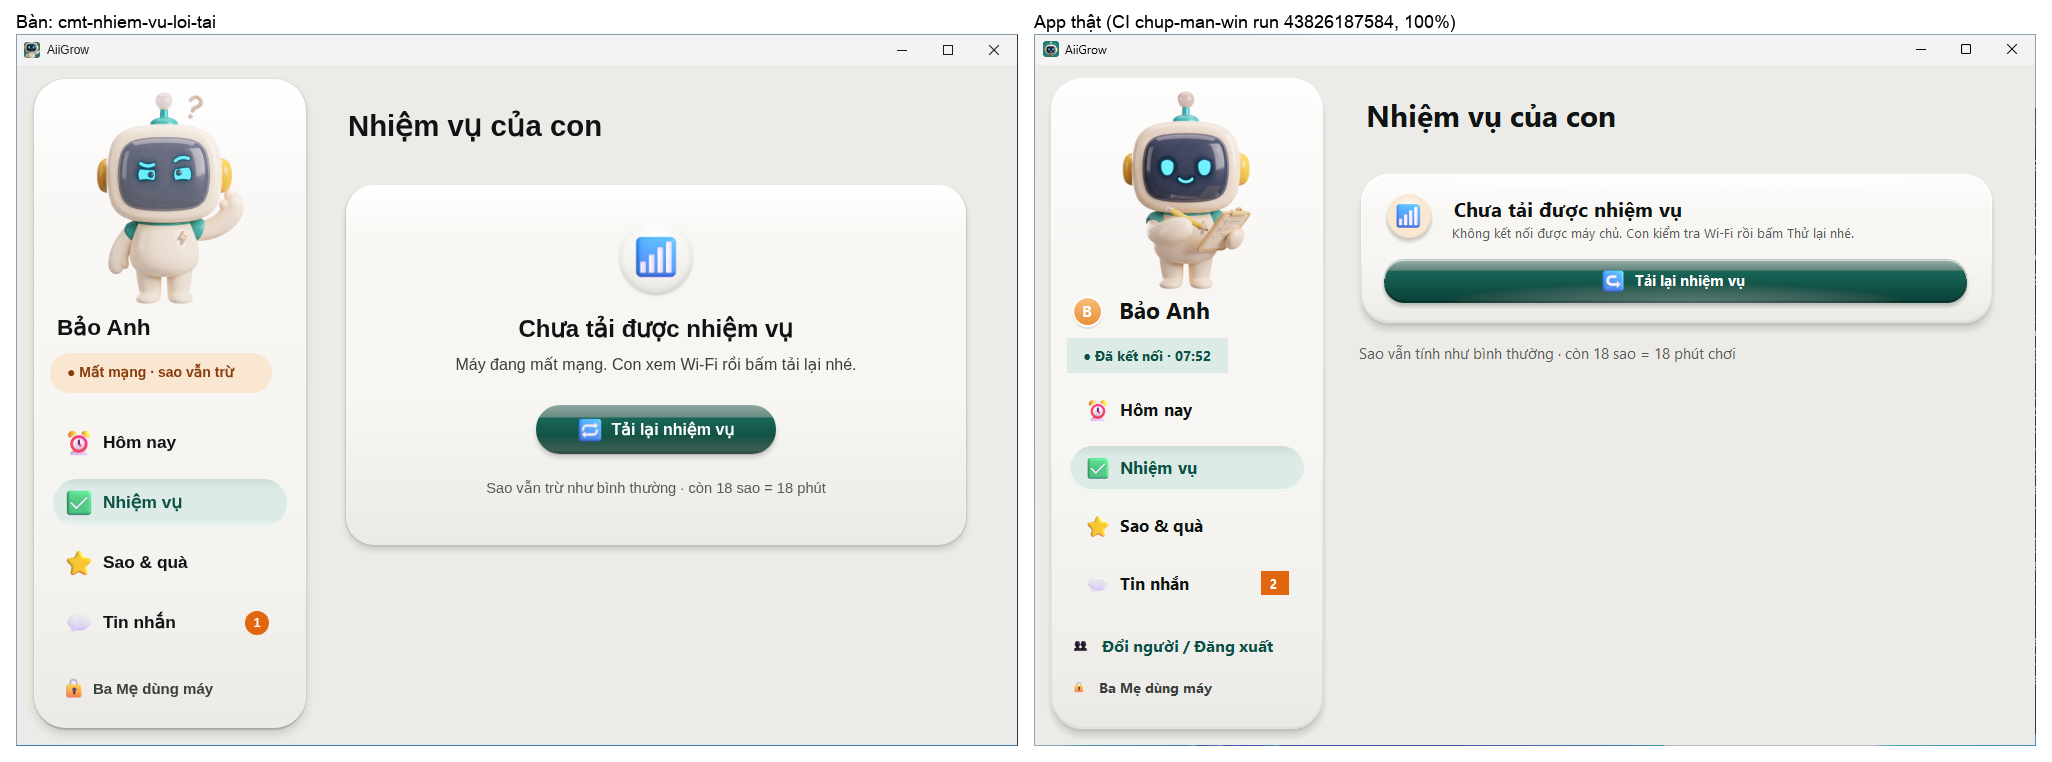 Bàn: cmt-nhiem-vu-loi-tai
AiiGrow
?
Nhiệm vụ của con
Chưa tải được nhiệm vụ
Máy đang mất mạng. Con xem Wi-Fi rồi bấm tải lại nhé.
Tải lại nhiệm vụ
Sao vẫn trừ như bình thường · còn 18 sao = 18 phút
Bảo Anh
● Mất mạng · sao vẫn trừ
Hôm nay
Nhiệm vụ
Sao & quà
Tin nhắn 1
Ba Mẹ dùng máy
App thật (CI chup-man-win run 43826187584, 100%)
AiiGrow
Nhiệm vụ của con
Chưa tải được nhiệm vụ
Không kết nối được máy chủ. Con kiểm tra Wi-Fi rồi bấm Thử lại nhé.
Tải lại nhiệm vụ
Sao vẫn tính như bình thường · còn 18 sao = 18 phút chơi
B Bảo Anh
● Đã kết nối · 07:52
Hôm nay
Nhiệm vụ
Sao & quà
Tin nhắn 2
Đổi người / Đăng xuất
Ba Mẹ dùng máy